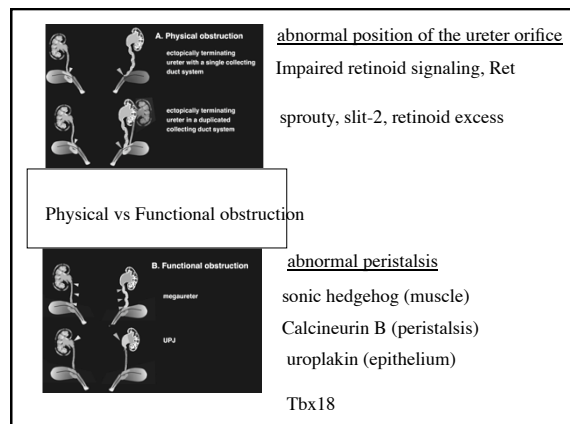 A. Physical obstruction
ectopically terminating
ureter with a single collecting
duct system
ectopically terminating
ureter in a duplicated
collecting duct system
abnormal position of the ureter orifice
Impaired retinoid signaling, Ret
sprouty, slit-2, retinoid excess
Physical vs Functional obstruction
B. Functional obstruction
megaureter
UPJ
abnormal peristalsis
sonic hedgehog (muscle)
Calcineurin B (peristalsis)
uroplakin (epithelium)
Tbx18